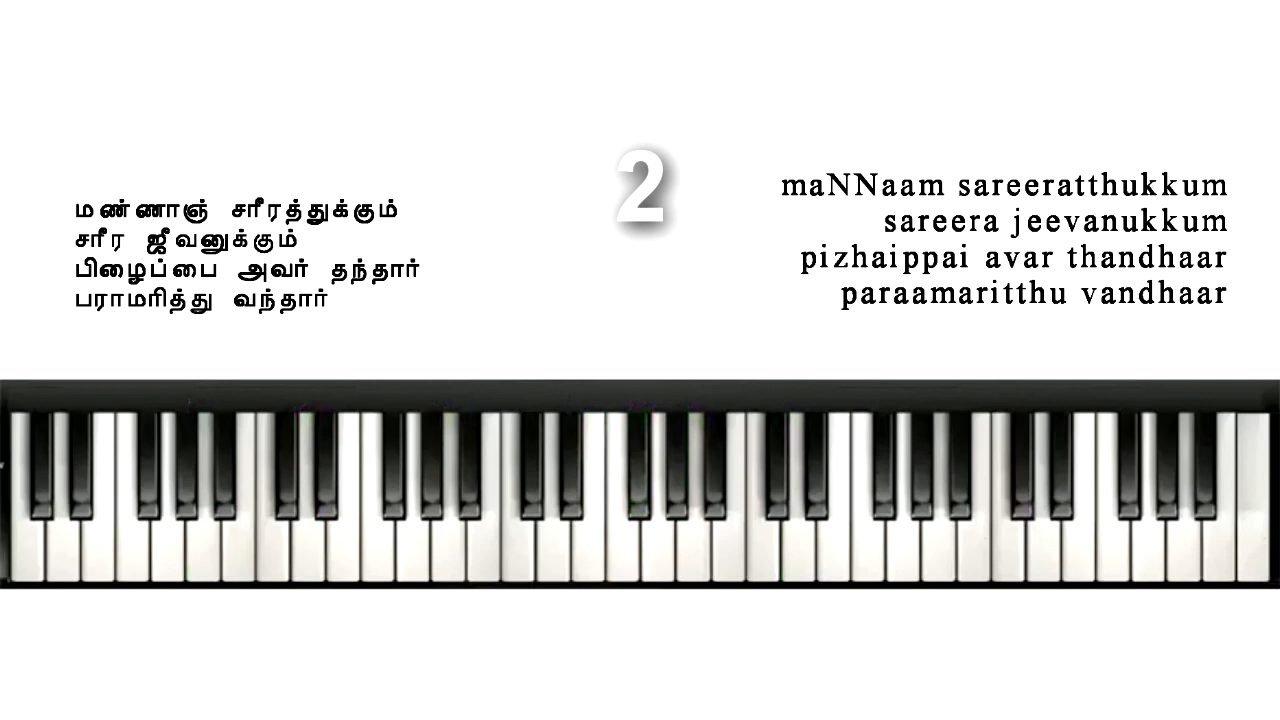 2
மண்ணாஞ் சரீரத்துக்கும்
சரீர ஜீவனுக்கும்
பிழைப்பை அவர் தந்தார்
பராமரித்து வந்தார்
maNNaam sareeratthukkum
sareera jeevanukkum
pizhaippai avar thandhaar
paraamaritthu vandhaar